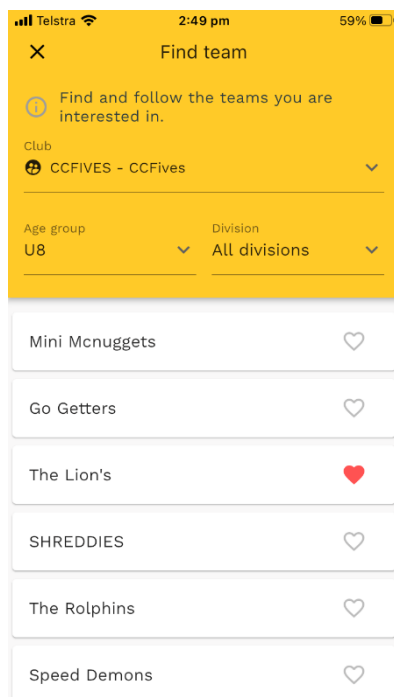 Telstra 2:49 pm 59%
Find team
Find and follow the teams you are
interested in.
Club
CCFIVES - CCFives
Age group Division
U8 All divisions
Mini Mcnuggets
Go Getters
The Lion's
SHREDDIES
The Rolphins
Speed Demons